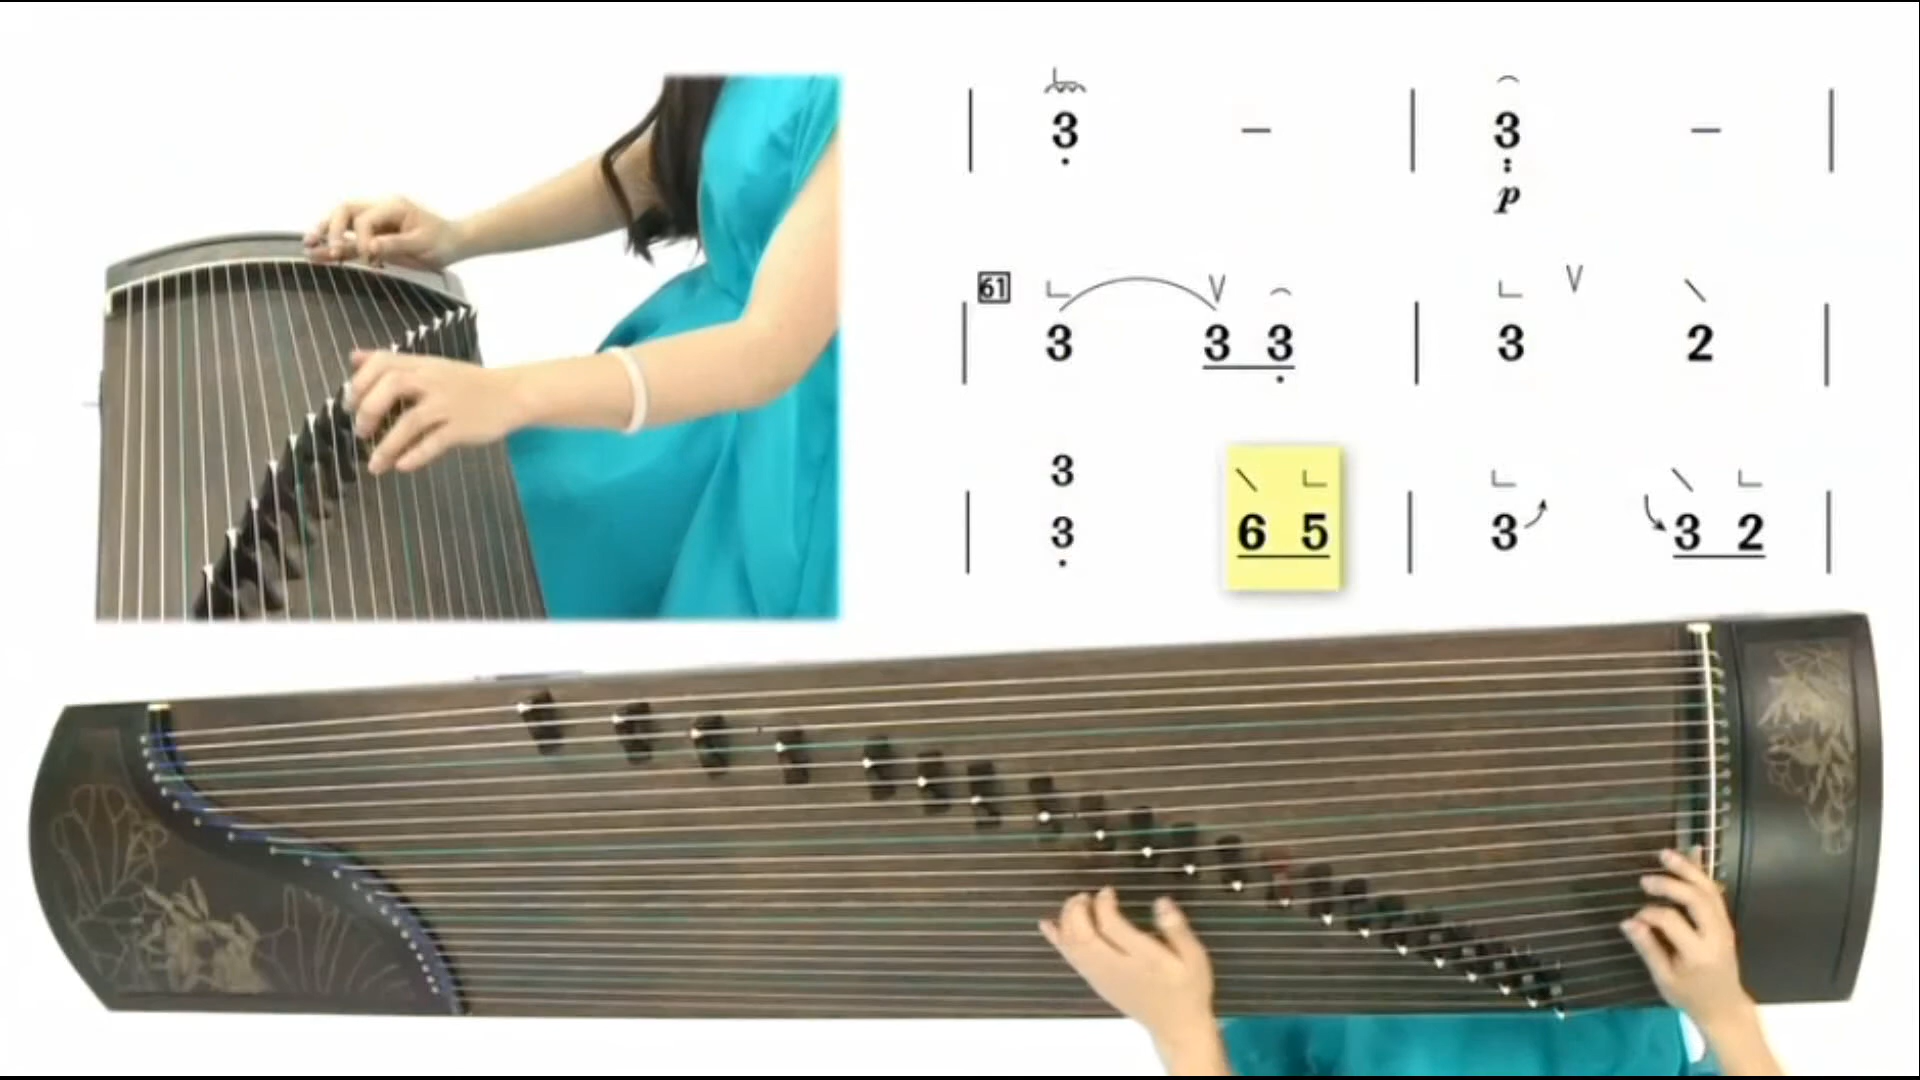 | 3 – | 3 – |
p
61
| 3 3 3 | 3 2 |
3
| 3 6 5 | 3 3 2 |